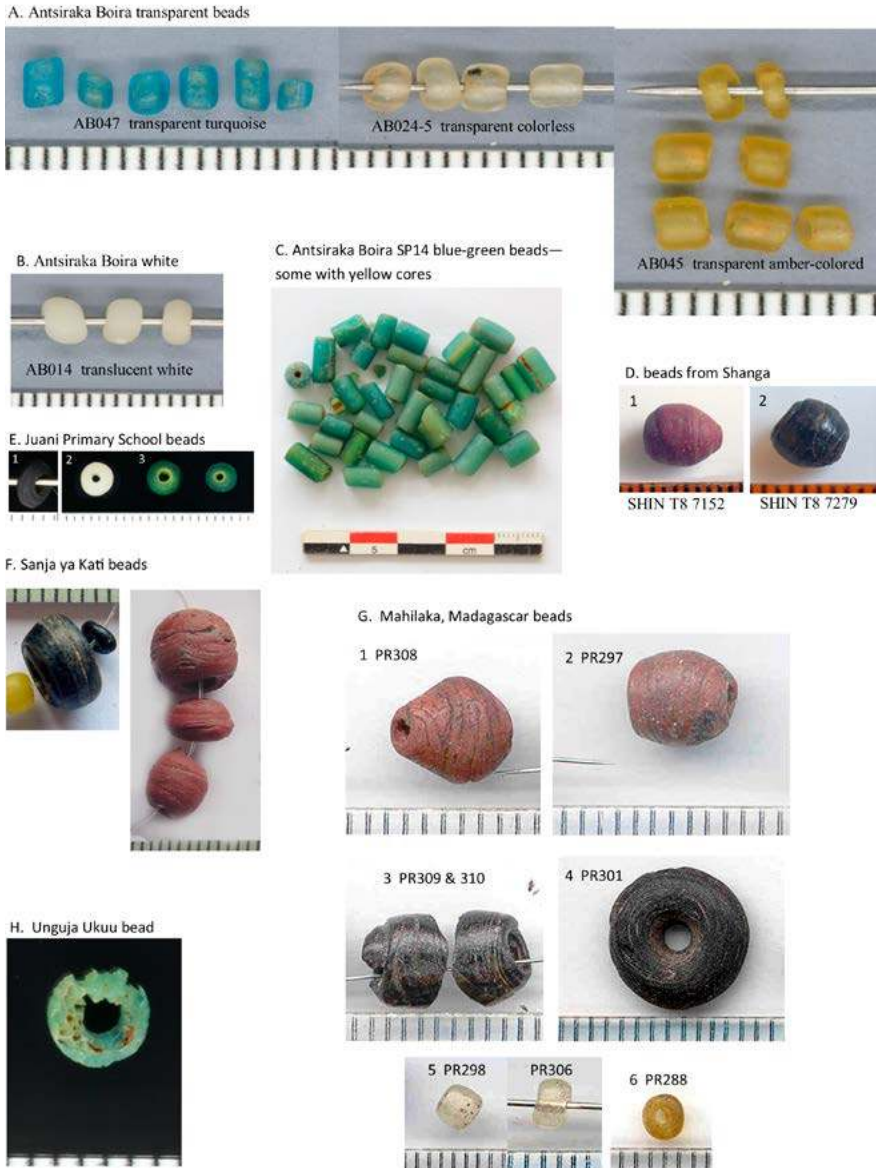 A. Antsiraka Boira transparent beads
AB047 transparent turquoise
AB024-5 transparent colorless
AB045 transparent amber-colored
B. Antsiraka Boira white
AB014 translucent white
C. Antsiraka Boira SP14 blue-green beads—
some with yellow cores
5 cm
D. beads from Shanga
1 2
SHIN T8 7152 SHIN T8 7279
E. Juani Primary School beads
1 2 3
F. Sanja ya Kati beads
G. Mahilaka, Madagascar beads
1 PR308 2 PR297
3 PR309 & 310 4 PR301
5 PR298 PR306 6 PR288
H. Unguja Ukuu bead